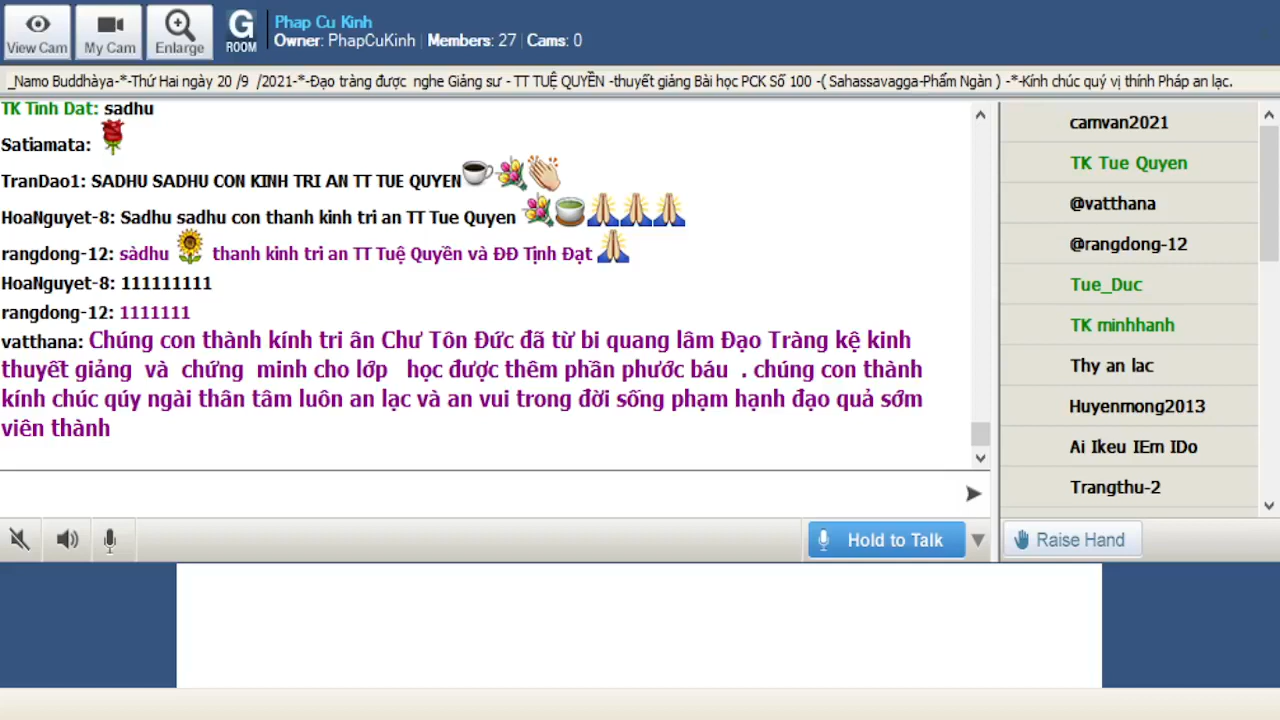 View Cam
My Cam
Enlarge
G
ROOM
Phap Cu Kinh
Owner: PhapCuKinh | Members: 27 | Cams: 0
_Namo Buddhàya-*-Thứ Hai ngày 20 /9 /2021-*-Đạo tràng được nghe Giảng sư - TT TUỆ QUYỀN -thuyết giảng Bài học PCK Số 100 -( Sahassavagga-Phẩm Ngàn ) -*-Kính chúc quý vị thính Pháp an lạc.
TK Tinh Dat: sadhu
Satiamata:
TranDao1: SADHU SADHU CON KINH TRI AN TT TUE QUYEN
HoaNguyet-8: Sadhu sadhu con thanh kinh tri an TT Tue Quyen
rangdong-12: sàdhu thanh kinh tri an TT Tuệ Quyền và ĐĐ Tịnh Đạt
HoaNguyet-8: 111111111
rangdong-12: 1111111
vatthana: Chúng con thành kính tri ân Chư Tôn Đức đã từ bi quang lâm Đạo Tràng kệ kinh
thuyết giảng và chứng minh cho lớp học được thêm phần phước báu . chúng con thành
kính chúc qúy ngài thân tâm luôn an lạc và an vui trong đời sống phạm hạnh đạo quả sớm
viên thành
camvan2021
TK Tue Quyen
@vatthana
@rangdong-12
Tue_Duc
TK minhhanh
Thy an lac
Huyenmong2013
Ai Ikeu IEm IDo
Trangthu-2
Hold to Talk
Raise Hand